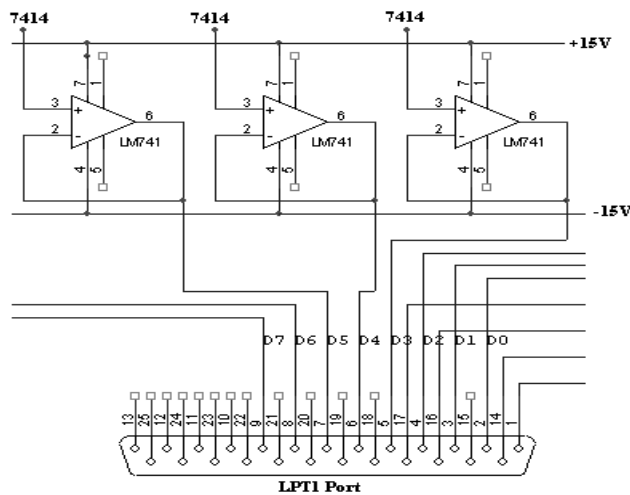 7414 7414 7414
+15V
7 1 7 1 7 1
3 + 6 3 + 6 3 + 6
2 - 2 - 2 -
LM741 LM741 LM741
4 5 4 5 4 5
-15V
D7 D6 D5 D4 D3 D2 D1 D0
13 25 12 24 11 23 10 22 9 21 8 20 7 19 6 18 5 17 4 16 3 15 2 14 1
LPT1 Port